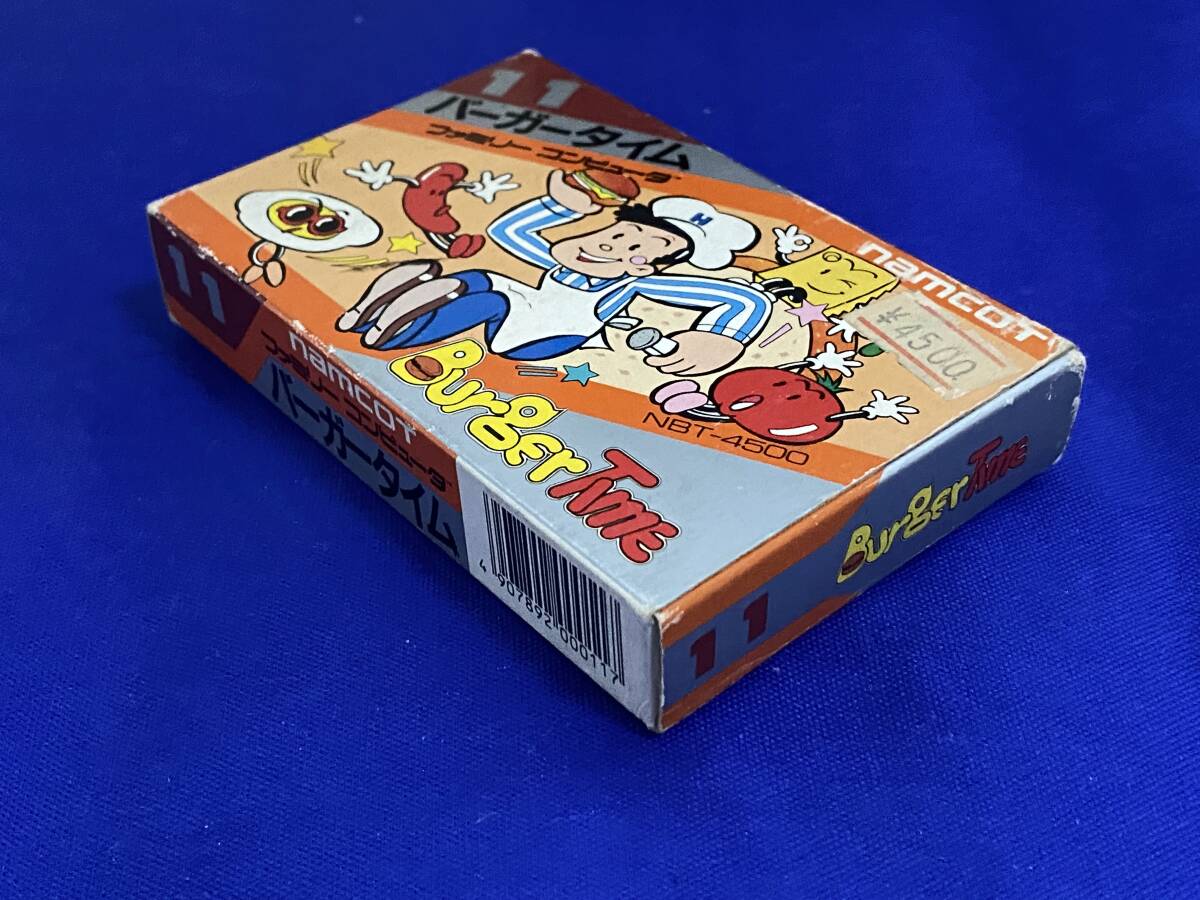 11
バーガータイム
ファミリー コンピュータ
H
namcot
¥4500
NBT-4500
BurgerTime
11
namcot
ファミリー コンピュータ
バーガータイム
4 907892 000117
11
BurgerTime